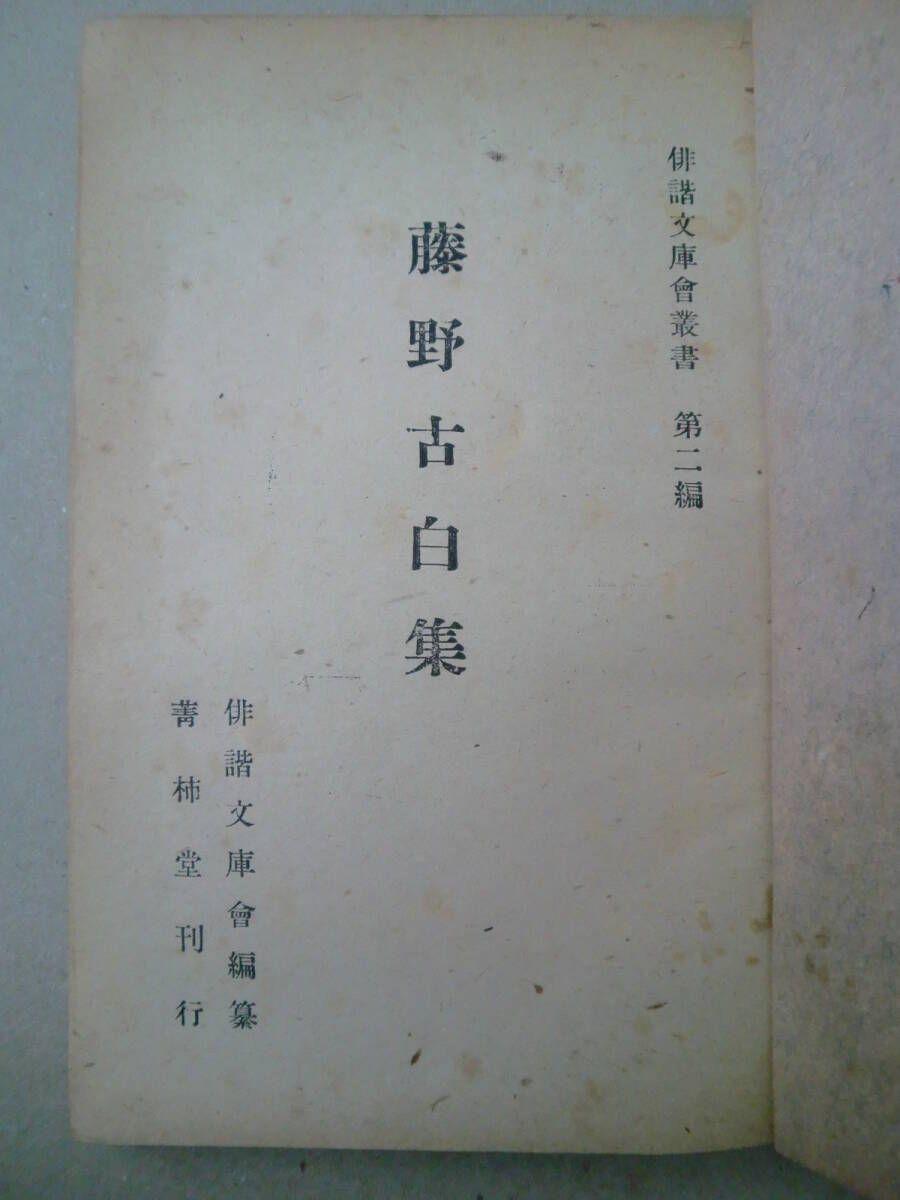 俳諧文庫會叢書　第二編
藤野古白集
俳諧文庫會編纂
菁柿堂刊行